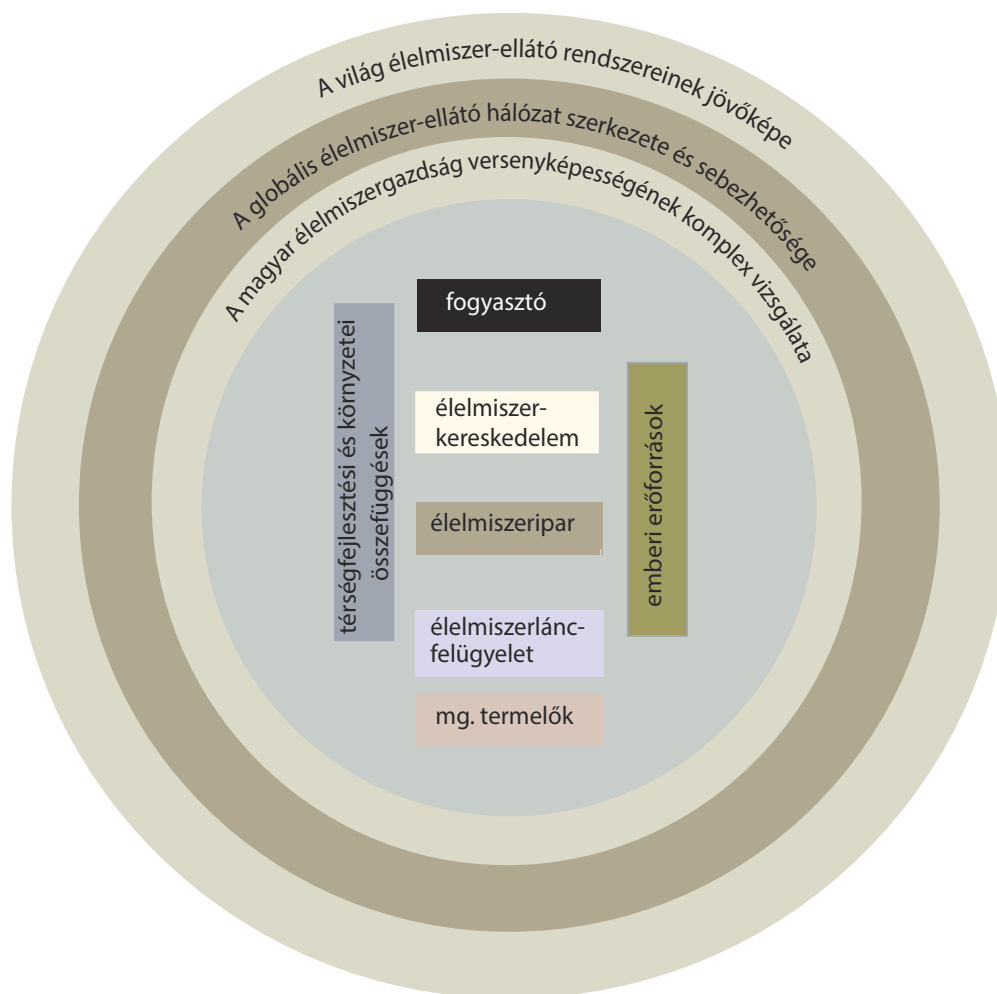 A világ élelmiszer-ellátó rendszereinek jövőképe
A globális élelmiszer-ellátó hálózat szerkezete és sebezhetősége
A magyar élelmiszergazdság versenyképességének komplex vizsgálata
fogyasztó
térségfejlesztési és környzetei
összefüggések
élelmiszer-
kereskedelem
emberi erőforrások
élelmiszeripar
élelmiszerlánc-
felügyelet
mg. termelők